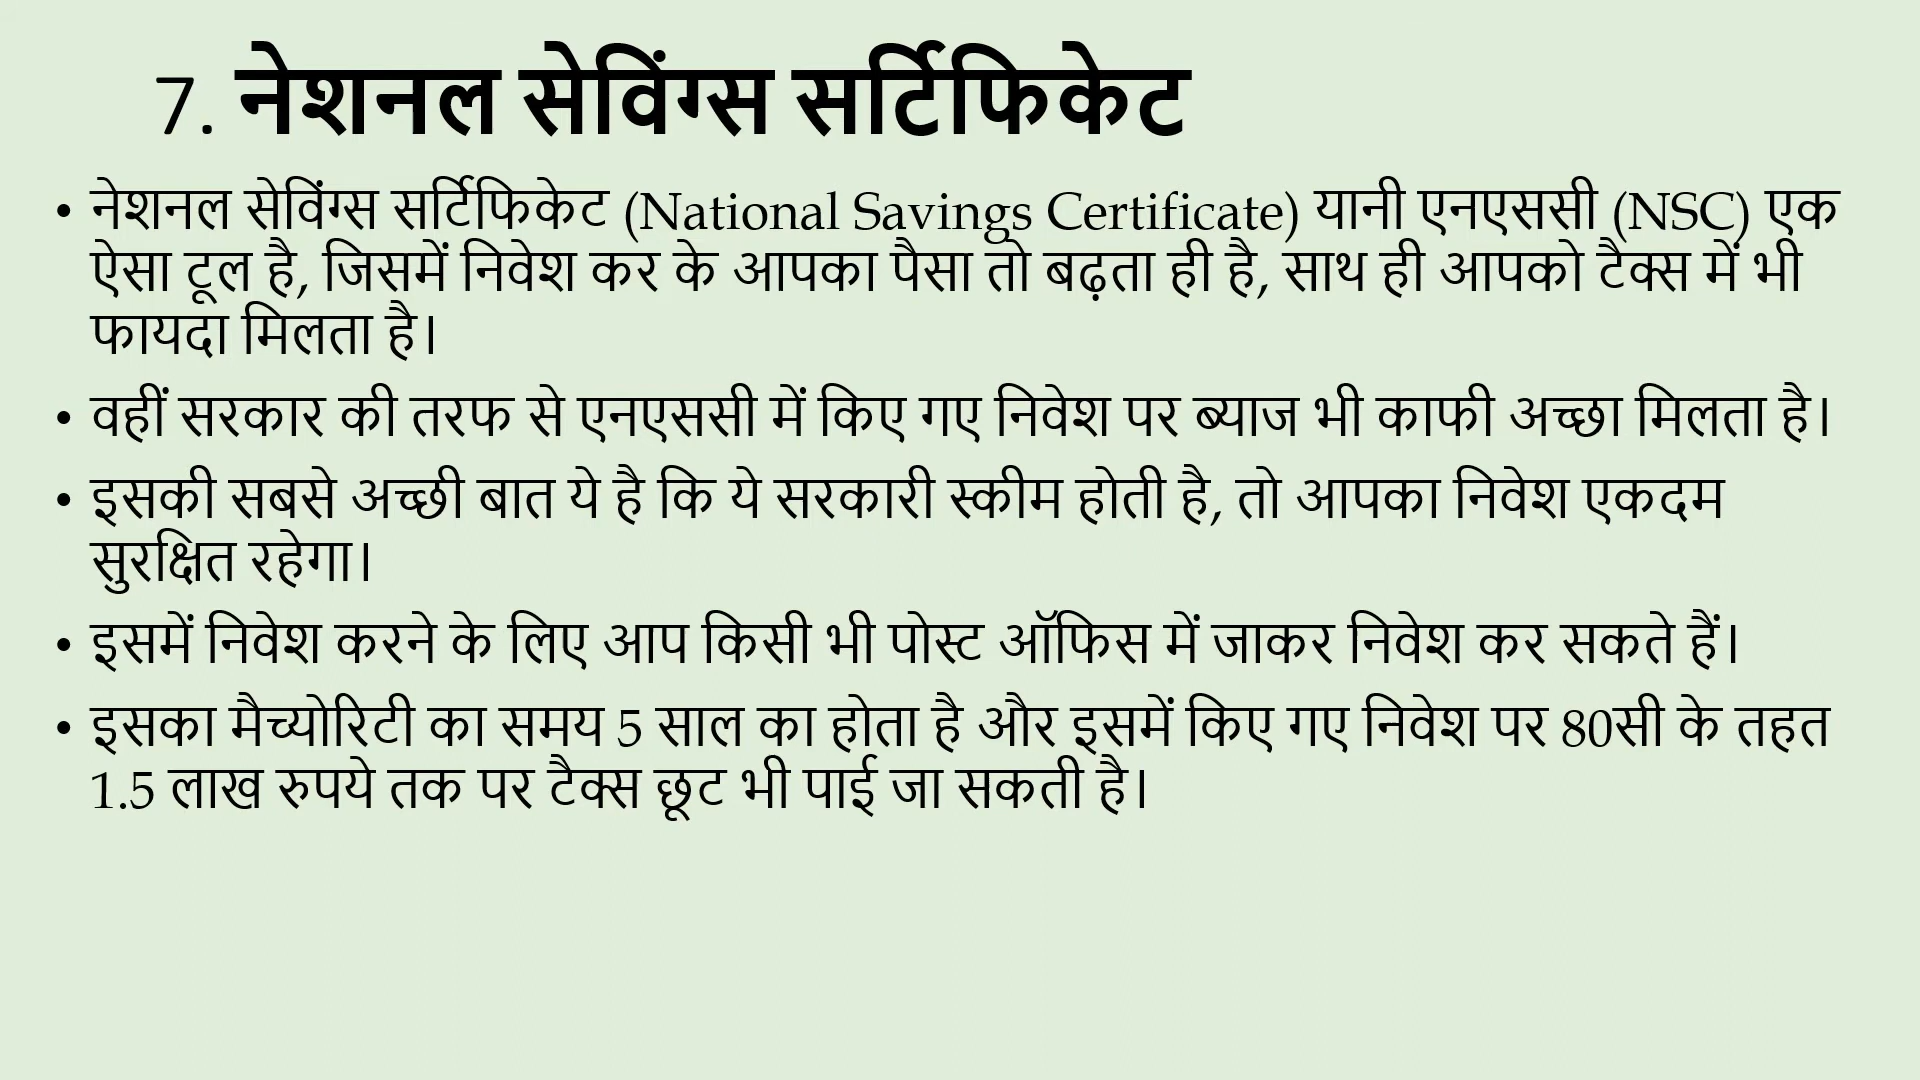 7. नेशनल सेविंग्स सर्टिफिकेट
• नेशनल सेविंग्स सर्टिफिकेट (National Savings Certificate) यानी एनएससी (NSC) एक
ऐसा टूल है, जिसमें निवेश कर के आपका पैसा तो बढ़ता ही है, साथ ही आपको टैक्स में भी
फायदा मिलता है।
• वहीं सरकार की तरफ से एनएससी में किए गए निवेश पर ब्याज भी काफी अच्छा मिलता है।
• इसकी सबसे अच्छी बात ये है कि ये सरकारी स्कीम होती है, तो आपका निवेश एकदम
सुरक्षित रहेगा।
• इसमें निवेश करने के लिए आप किसी भी पोस्ट ऑफिस में जाकर निवेश कर सकते हैं।
• इसका मैच्योरिटी का समय 5 साल का होता है और इसमें किए गए निवेश पर 80सी के तहत
1.5 लाख रुपये तक पर टैक्स छूट भी पाई जा सकती है।